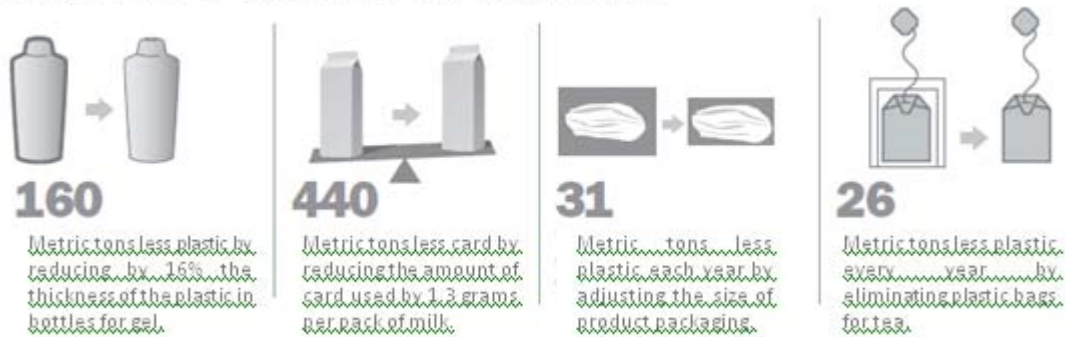 160
Metric tons less plastic by
reducing by 16% the
thickness of the plastic in
bottles for gel.
440
Metric tons less card by
reducing the amount of
card used by 1.3 grams
per pack of milk.
31
Metric tons less
plastic each year by
adjusting the size of
product packaging.
26
Metric tons less plastic
every year by
eliminating plastic bags
for tea.